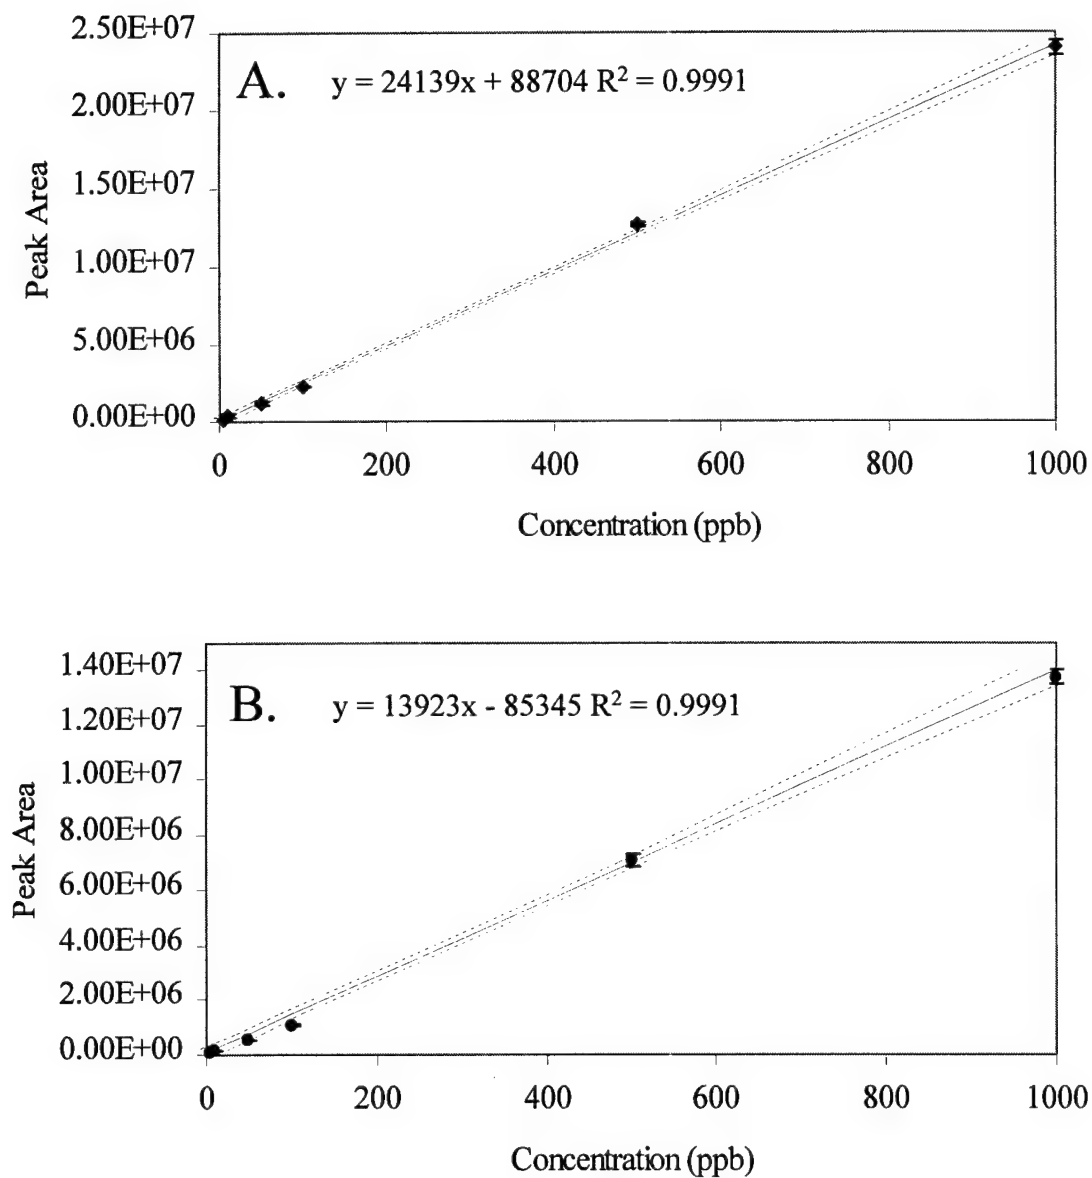 2.50E+07
A. y = 24139x + 88704 R² = 0.9991
2.00E+07
1.50E+07
1.00E+07
5.00E+06
0.00E+00
Peak Area
0 200 400 600 800 1000
Concentration (ppb)
1.40E+07
B. y = 13923x - 85345 R² = 0.9991
1.20E+07
1.00E+07
8.00E+06
6.00E+06
4.00E+06
2.00E+06
0.00E+00
Peak Area
0 200 400 600 800 1000
Concentration (ppb)